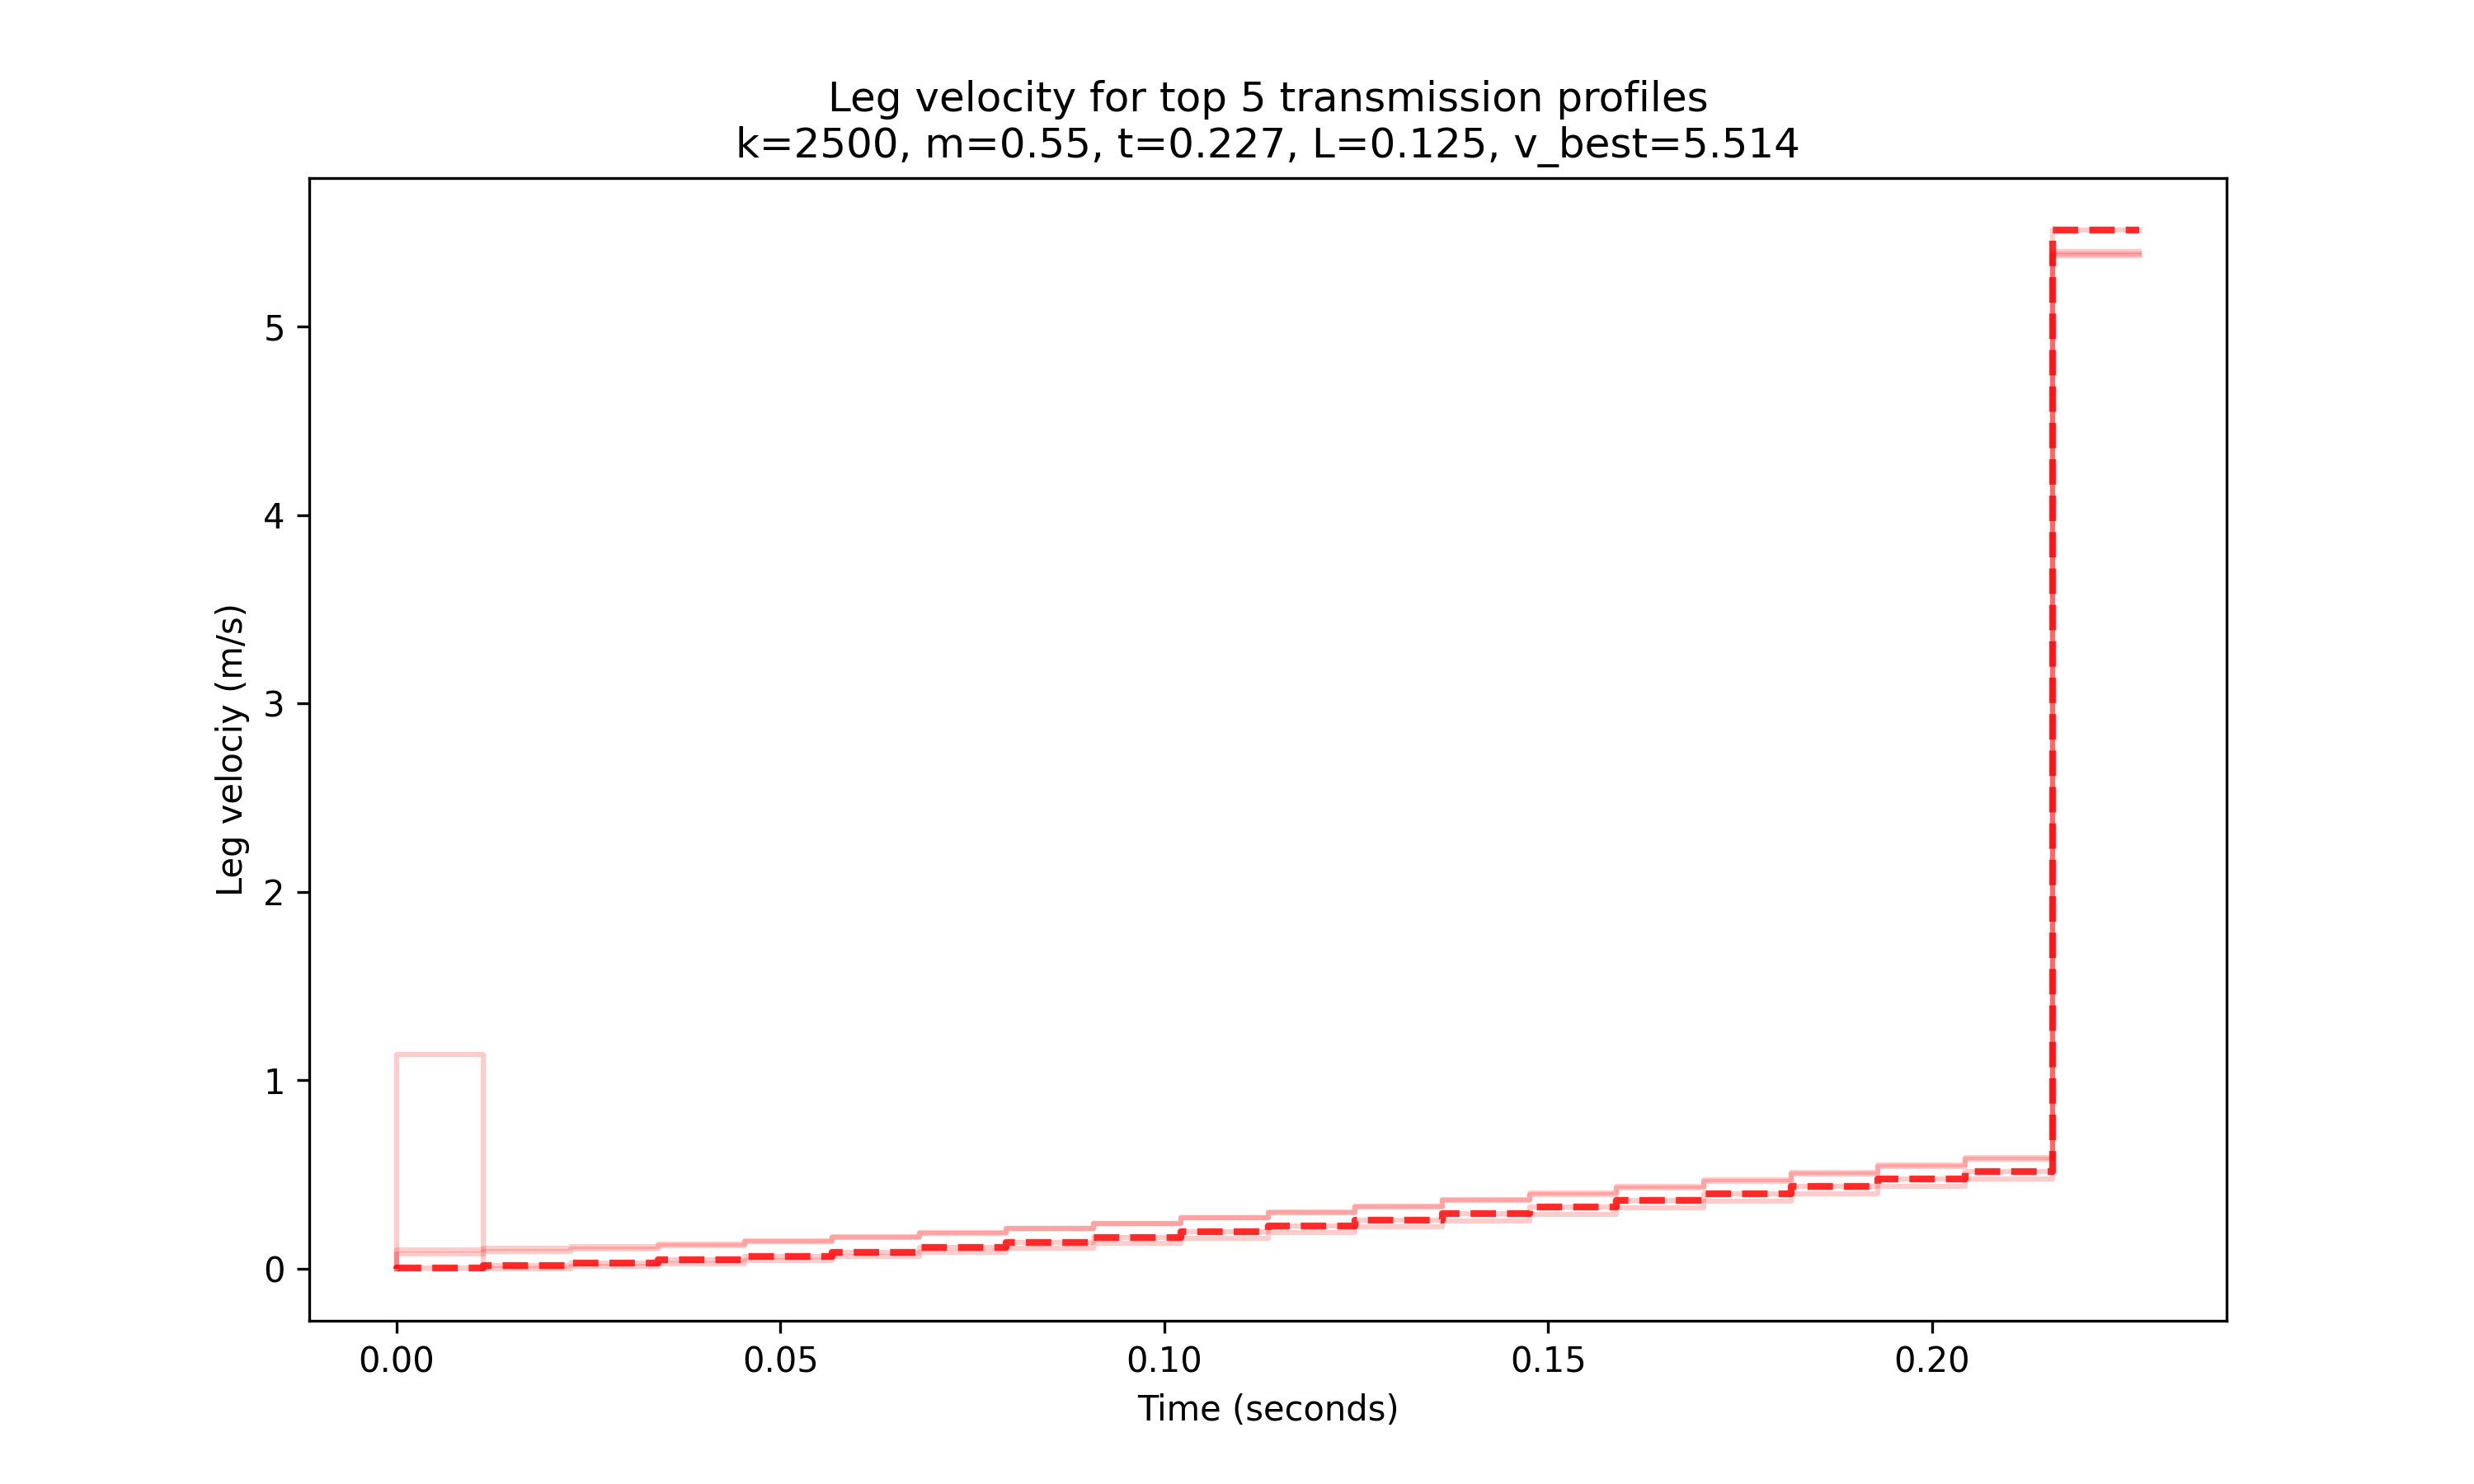 Leg velocity for top 5 transmission profiles
k=2500, m=0.55, t=0.227, L=0.125, v_best=5.514
Leg velociy (m/s)
5
4
3
2
1
0
0.00 0.05 0.10 0.15 0.20
Time (seconds)